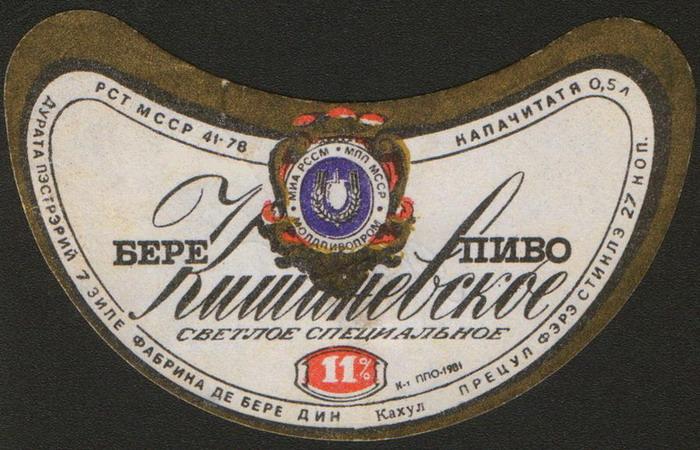 РСТ МССР 41-78
КАПАЧИТАТЯ 0,5 Л
МИА РССМ • МПП МССР
МОЛДПИВОПРОМ
БЕРЕ ПИВО
Кишиневское
СВЕТЛОЕ СПЕЦИАЛЬНОЕ
11%
К-1 ППО-1981
ДУРАТА ПЭСТРЭРИЙ 7 ЗИЛЕ ФАБРИКА ДЕ БЕРЕ ДИН Кахул
ПРЕЦУЛ ФЭРЭ СТИКЛЭ 27 КОП.